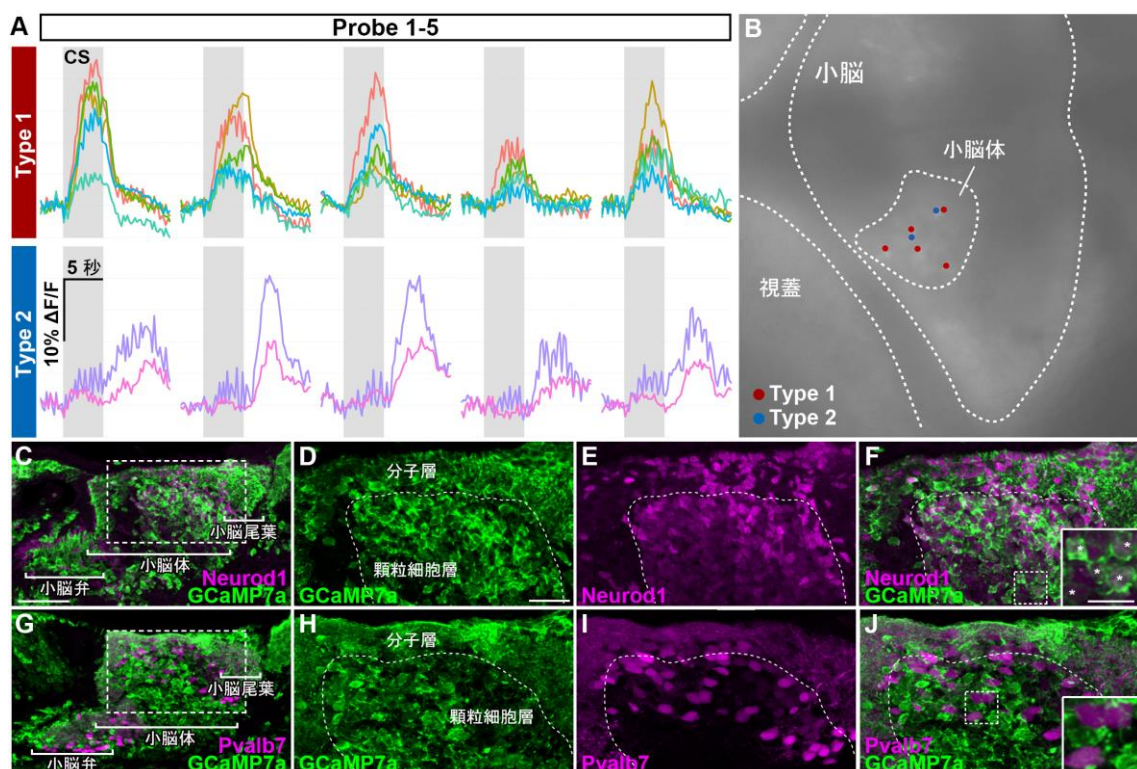 A
Probe 1-5
Type 1
CS
Type 2
5 秒
10% ΔF/F
B
小脳
小脳体
視蓋
Type 1
Type 2
C
小脳尾葉
小脳体
小脳弁
Neurod1
GCaMP7a
D
分子層
顆粒細胞層
GCaMP7a
E
Neurod1
F
Neurod1
GCaMP7a
*
*
*
*
*
G
小脳尾葉
小脳体
小脳弁
Pvalb7
GCaMP7a
H
分子層
顆粒細胞層
GCaMP7a
I
Pvalb7
J
Pvalb7
GCaMP7a